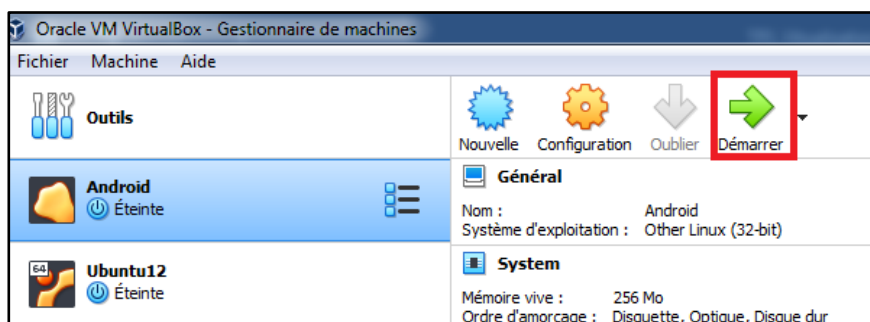 Oracle VM VirtualBox - Gestionnaire de machines
Fichier Machine Aide
Outils
Nouvelle Configuration Oublier Démarrer
Android
Éteinte
64
Ubuntu12
Éteinte
Général
Nom : Android
Système d'exploitation : Other Linux (32-bit)
System
Mémoire vive : 256 Mo
Ordre d'amorçage : Disquette, Optique, Disque dur